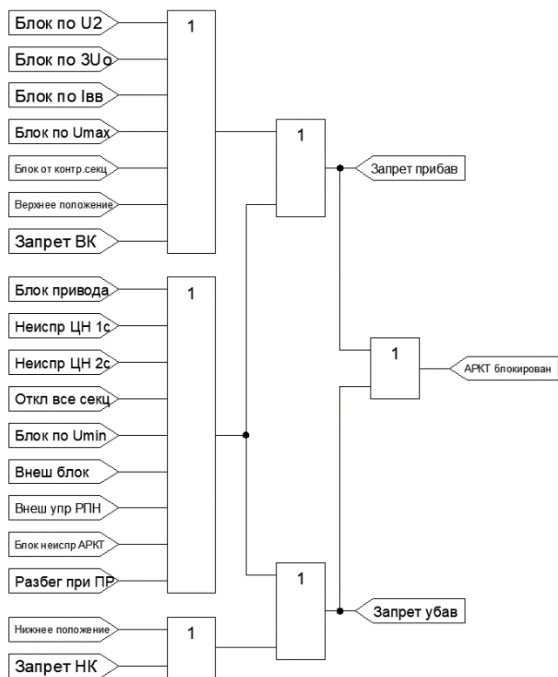 Блок по U2
1
Блок по 3Uo
Блок по Iвв
Блок по Umax
1
Блок от контр.секц
Запрет прибав
Верхнее положение
Запрет ВК
Блок привода
1
Неиспр ЦН 1с
Неиспр ЦН 2с
1
АРКТ блокирован
Откл все секц
Блок по Umin
Внеш блок
Внеш упр РПН
Блок неиспр АРКТ
1
Разбег при ПР
Запрет убав
Нижнее положение
1
Запрет НК